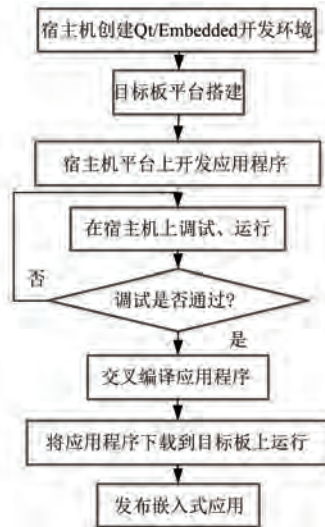 宿主机创建Qt/Embedded开发环境
目标板平台搭建
宿主机平台上开发应用程序
在宿主机上调试、运行
否
调试是否通过?
是
交叉编译应用程序
将应用程序下载到目标板上运行
发布嵌入式应用